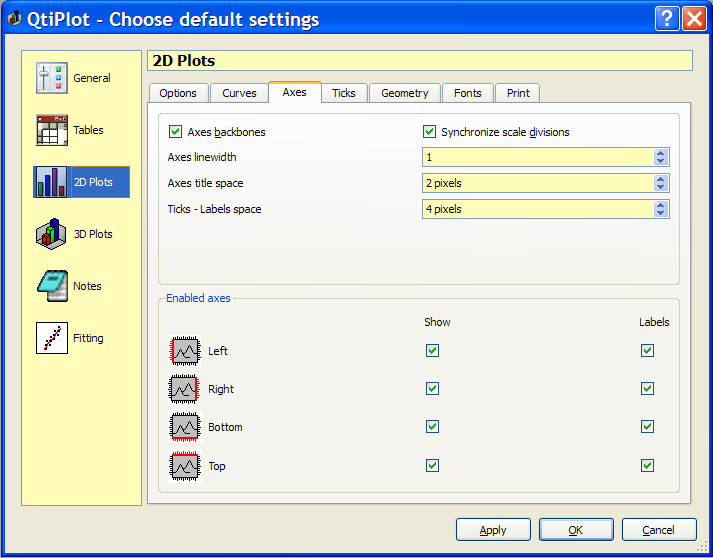 QtiPlot - Choose default settings
General
Tables
2D Plots
3D Plots
Notes
Fitting
2D Plots
Options Curves Axes Ticks Geometry Fonts Print
Axes backbones Synchronize scale divisions
Axes linewidth 1
Axes title space 2 pixels
Ticks - Labels space 4 pixels
Enabled axes
Show Labels
Left
Right
Bottom
Top
Apply OK Cancel